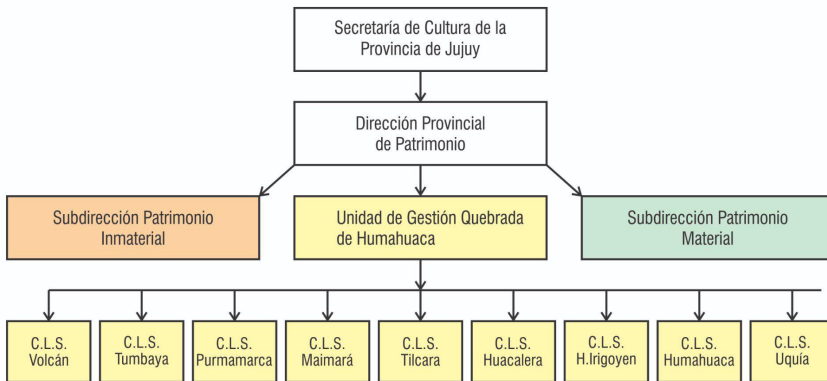 Secretaría de Cultura de la
Provincia de Jujuy
Dirección Provincial
de Patrimonio
Subdirección Patrimonio
Inmaterial
Unidad de Gestión Quebrada
de Humahuaca
Subdirección Patrimonio
Material
C.L.S.
Volcán
C.L.S.
Tumbaya
C.L.S.
Purmamarca
C.L.S.
Maimará
C.L.S.
Tilcara
C.L.S.
Huacalera
C.L.S.
H.Irigoyen
C.L.S.
Humahuaca
C.L.S.
Uquía